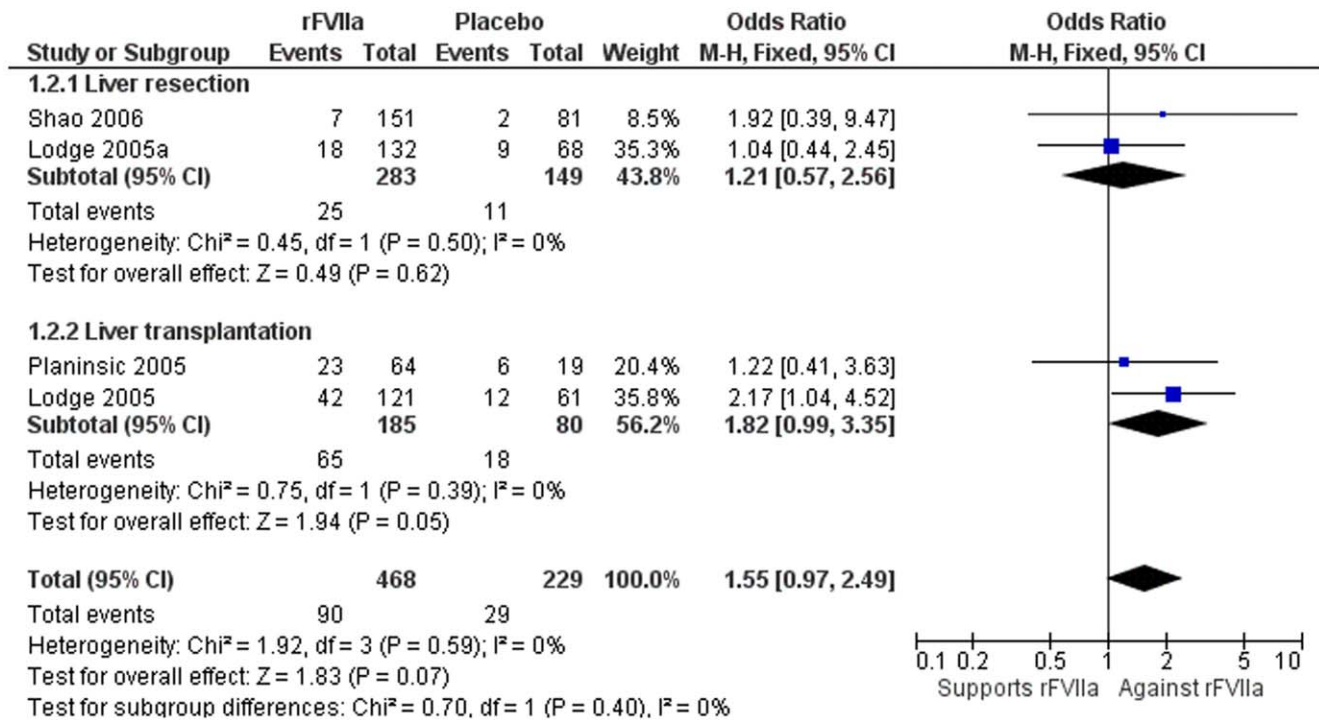 rFVIIa Placebo Odds Ratio Odds Ratio
Study or Subgroup Events Total Events Total Weight M-H, Fixed, 95% CI M-H, Fixed, 95% CI
1.2.1 Liver resection
Shao 2006 7 151 2 81 8.5% 1.92 [0.39, 9.47]
Lodge 2005a 18 132 9 68 35.3% 1.04 [0.44, 2.45]
Subtotal (95% CI) 283 149 43.8% 1.21 [0.57, 2.56]
Total events 25 11
Heterogeneity: Chi² = 0.45, df = 1 (P = 0.50); I² = 0%
Test for overall effect: Z = 0.49 (P = 0.62)
1.2.2 Liver transplantation
Planinsic 2005 23 64 6 19 20.4% 1.22 [0.41, 3.63]
Lodge 2005 42 121 12 61 35.8% 2.17 [1.04, 4.52]
Subtotal (95% CI) 185 80 56.2% 1.82 [0.99, 3.35]
Total events 65 18
Heterogeneity: Chi² = 0.75, df = 1 (P = 0.39); I² = 0%
Test for overall effect: Z = 1.94 (P = 0.05)
Total (95% CI) 468 229 100.0% 1.55 [0.97, 2.49]
Total events 90 29
Heterogeneity: Chi² = 1.92, df = 3 (P = 0.59); I² = 0%
Test for overall effect: Z = 1.83 (P = 0.07)
Test for subgroup differences: Chi² = 0.70, df = 1 (P = 0.40), I² = 0%
0.1 0.2 0.5 1 2 5 10
Supports rFVIIa Against rFVIIa